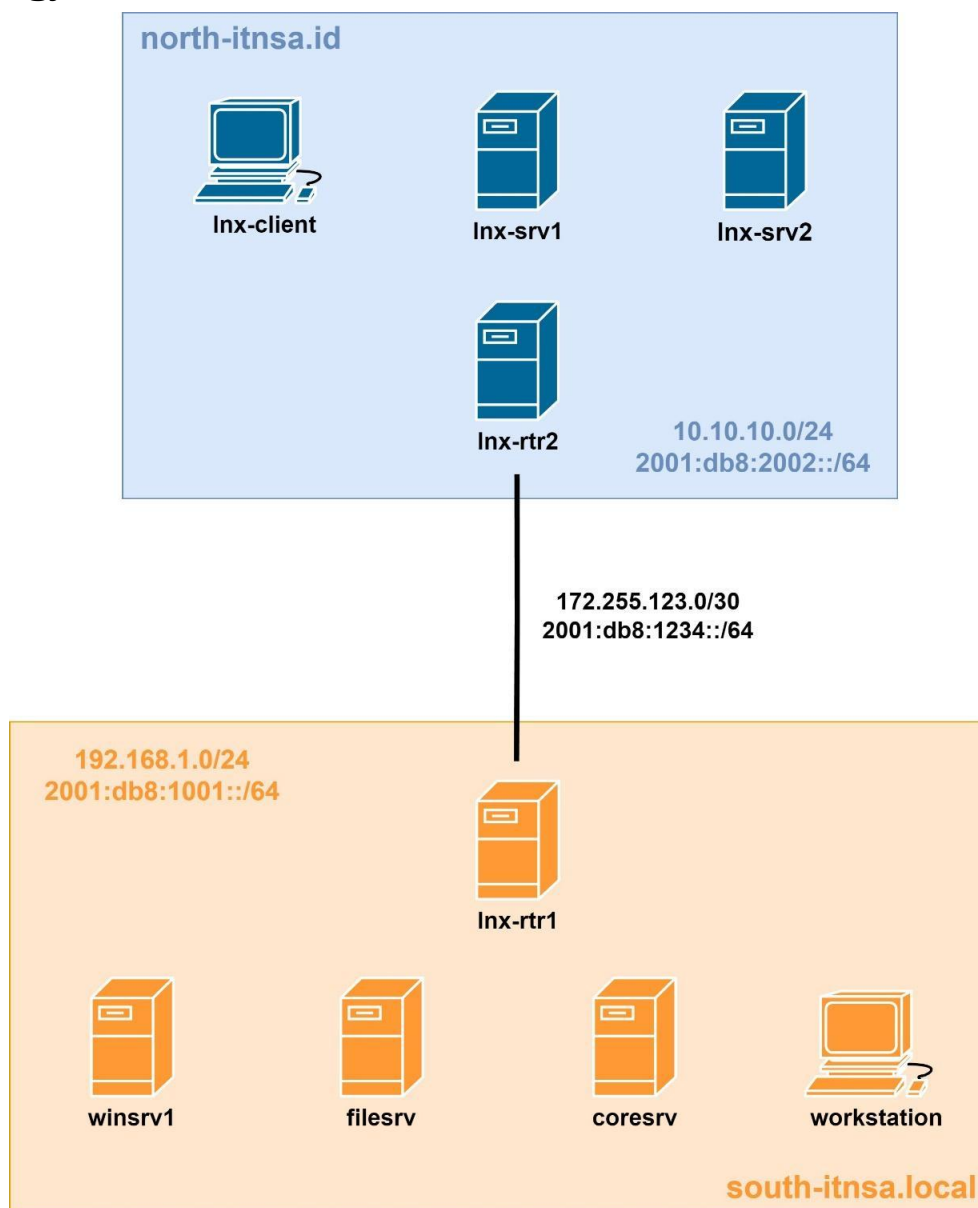 north-itnsa.id
lnx-client
lnx-srv1
lnx-srv2
lnx-rtr2
10.10.10.0/24
2001:db8:2002::/64
172.255.123.0/30
2001:db8:1234::/64
192.168.1.0/24
2001:db8:1001::/64
lnx-rtr1
winsrv1
filesrv
coresrv
workstation
south-itnsa.local